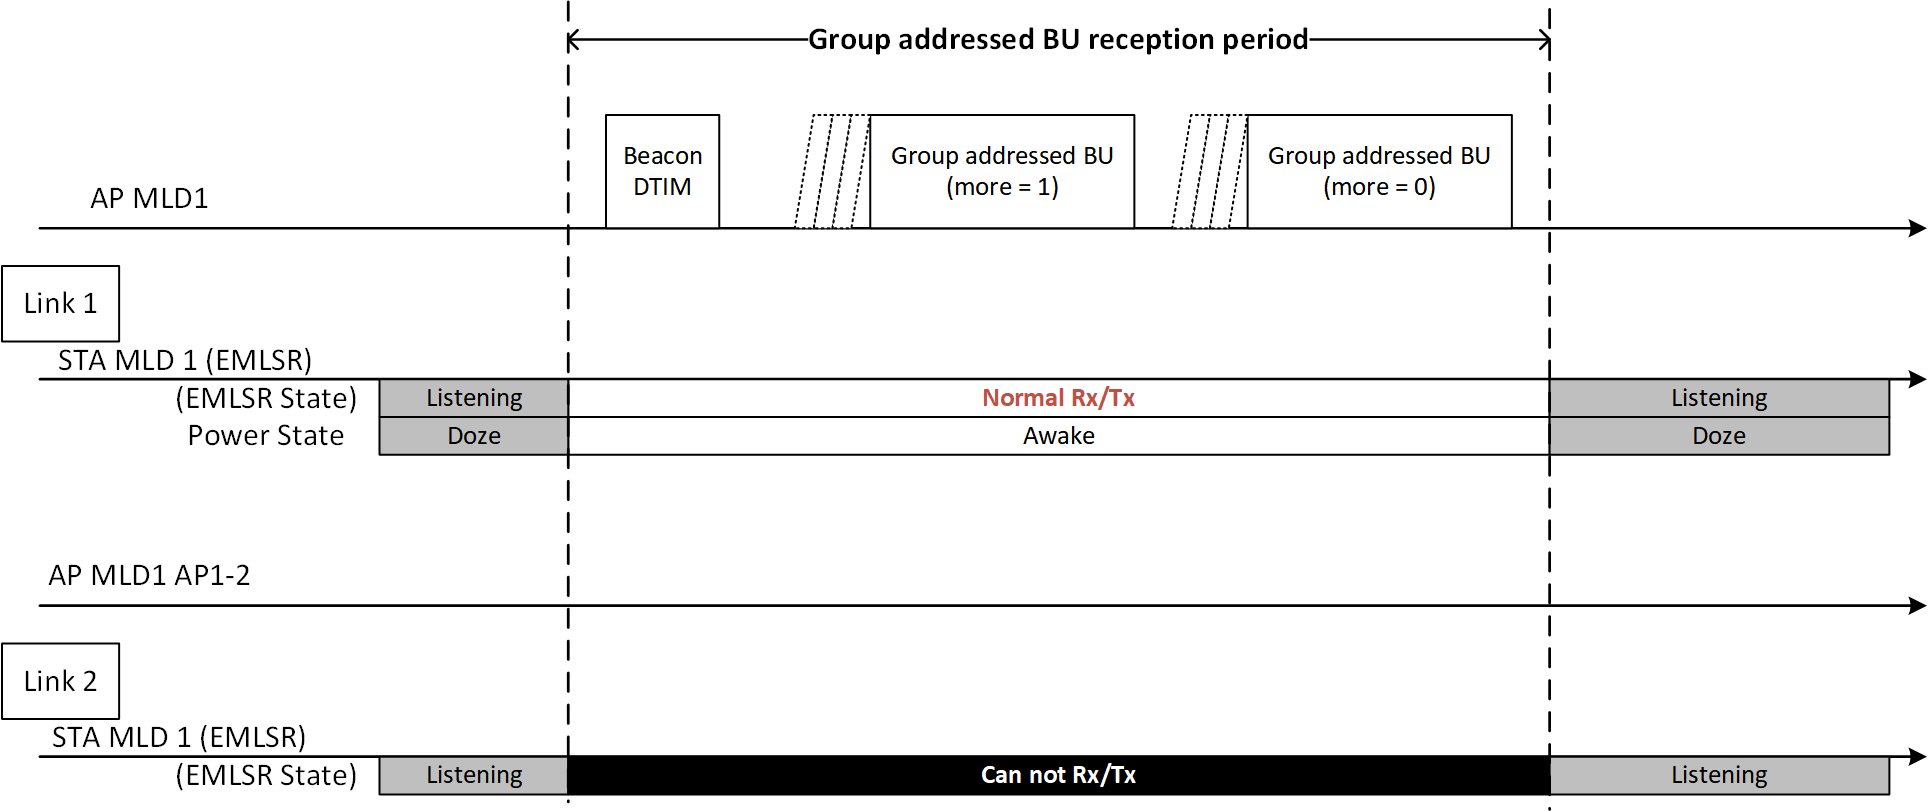 Group addressed BU reception period
Beacon
DTIM
Group addressed BU
(more = 1)
Group addressed BU
(more = 0)
AP MLD1
Link 1
STA MLD 1 (EMLSR)
(EMLSR State)
Listening
Normal Rx/Tx
Listening
Power State
Doze
Awake
Doze
AP MLD1 AP1-2
Link 2
STA MLD 1 (EMLSR)
(EMLSR State)
Listening
Can not Rx/Tx
Listening